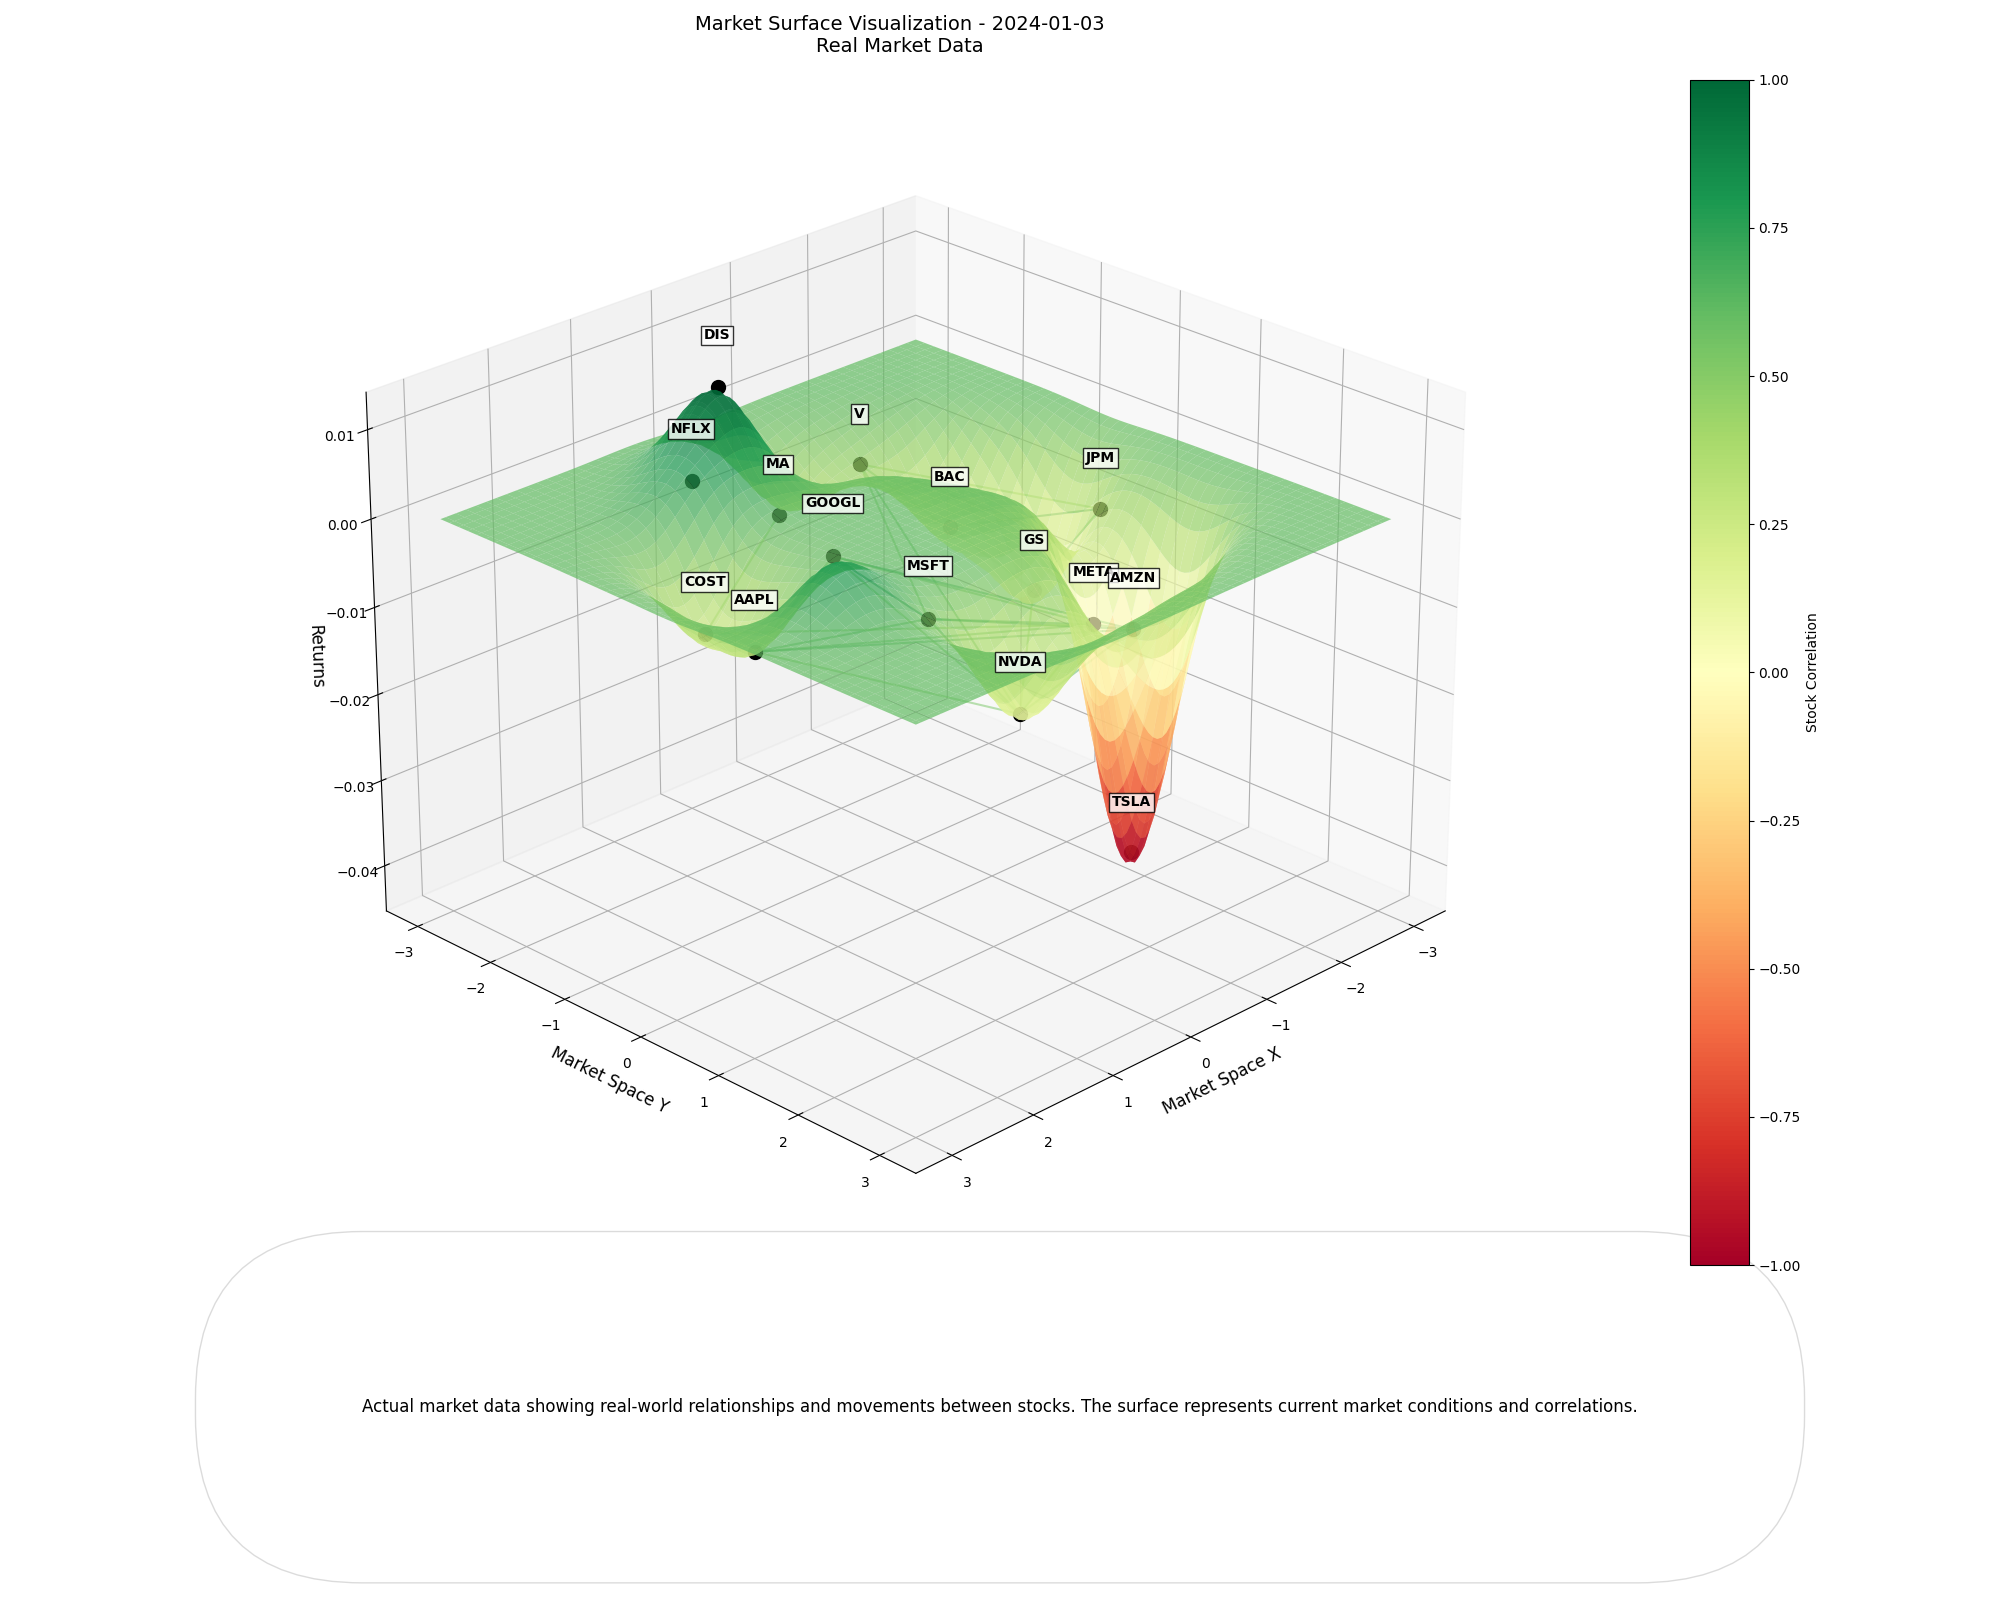 Market Surface Visualization - 2024-01-03
Real Market Data
1.00
0.75
0.50
0.25
0.00
−0.25
−0.50
−0.75
−1.00
Stock Correlation
DIS
NFLX
V
MA
GOOGL
BAC
JPM
GS
MSFT
META
AMZN
COST
AAPL
NVDA
TSLA
0.01
0.00
−0.01
−0.02
−0.03
−0.04
Returns
−3
−2
−1
0
1
2
3
Market Space Y
3
2
1
0
−1
−2
−3
Market Space X
Actual market data showing real-world relationships and movements between stocks. The surface represents current market conditions and correlations.